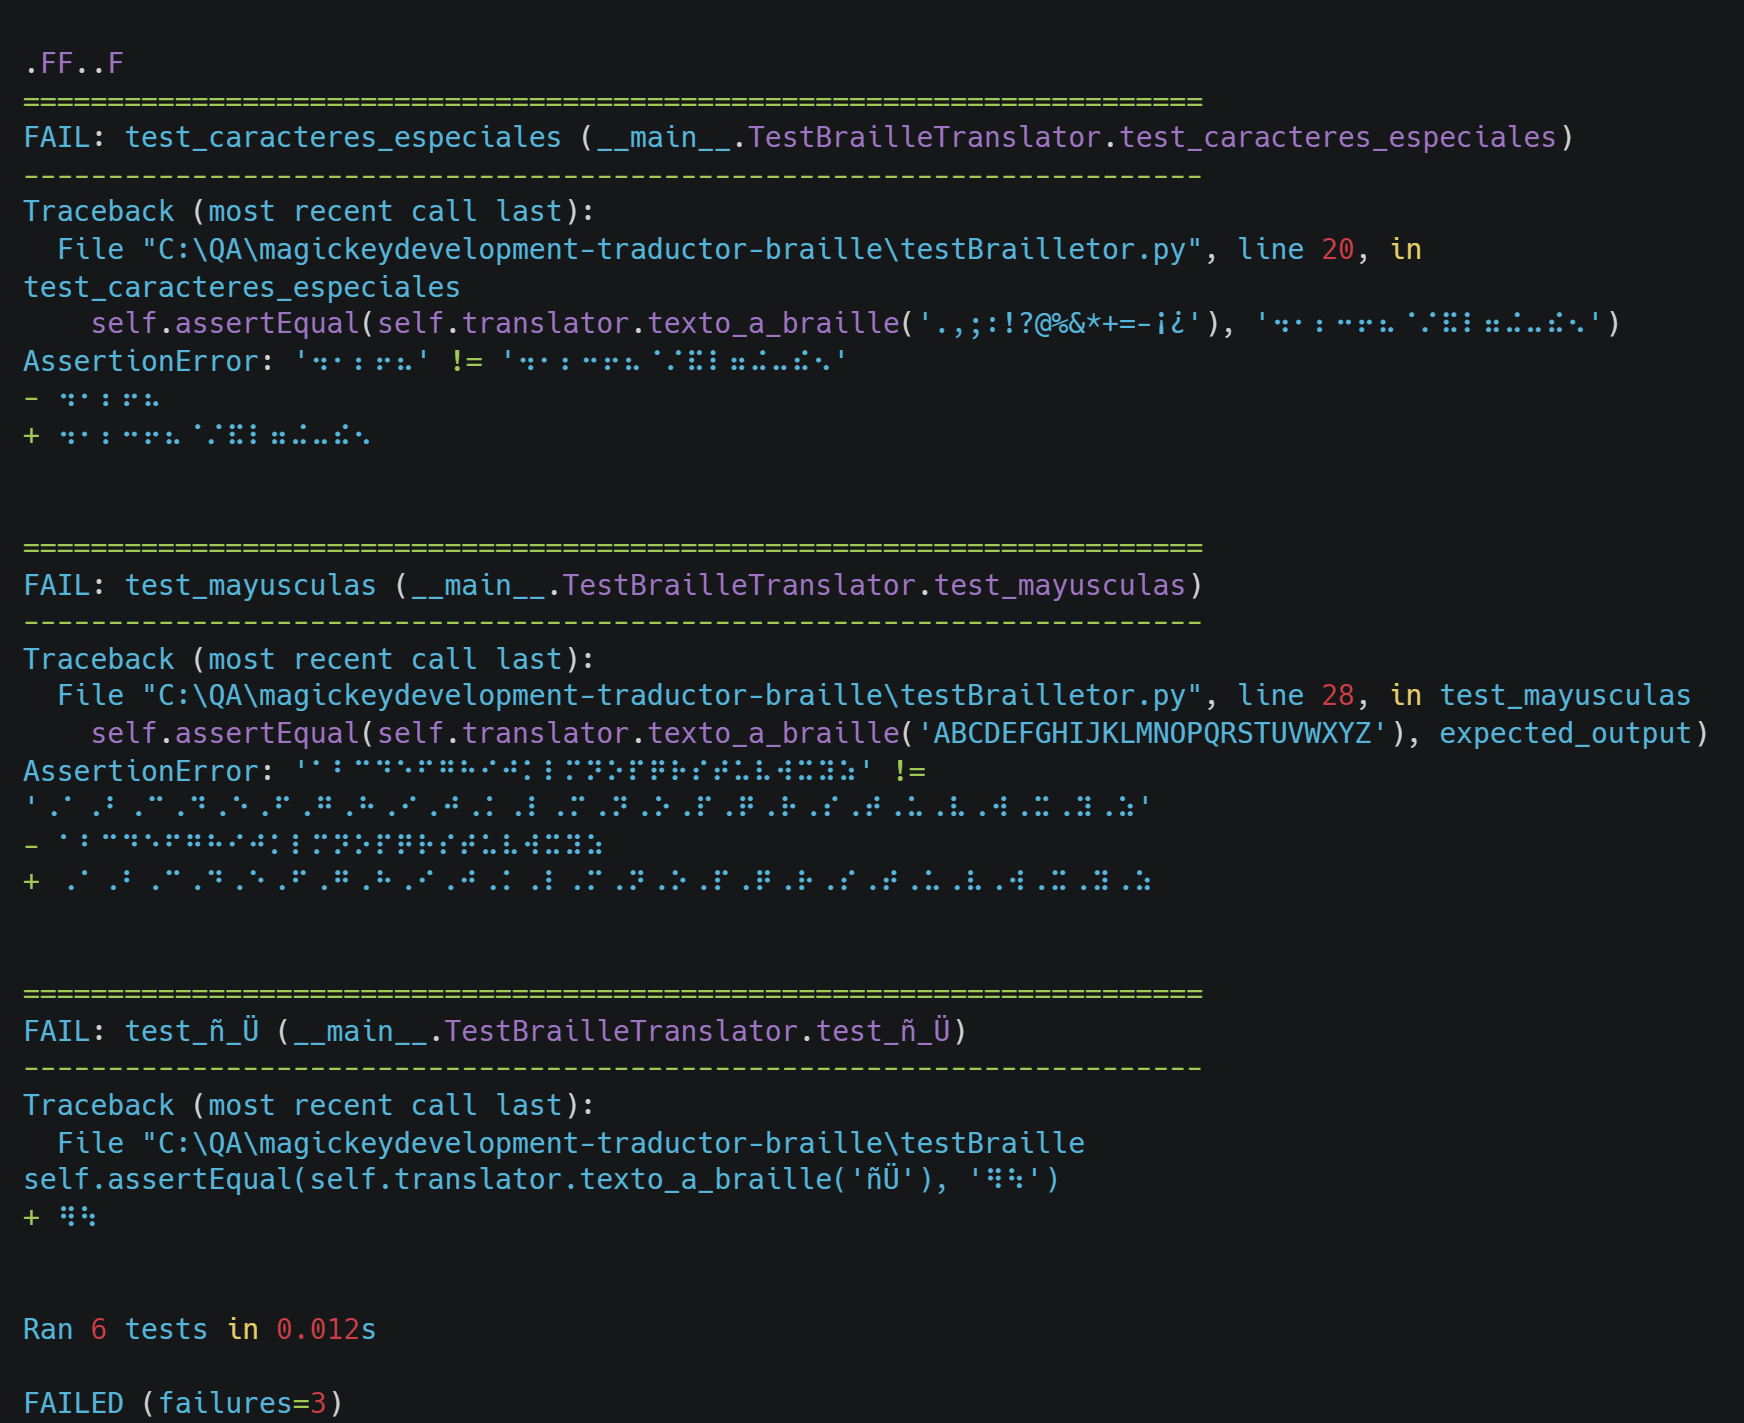 .FF..F
======================================================================
FAIL: test_caracteres_especiales (__main__.TestBrailleTranslator.test_caracteres_especiales)
----------------------------------------------------------------------
Traceback (most recent call last):
  File "C:\QA\magickeydevelopment-traductor-braille\testBrailletor.py", line 20, in
test_caracteres_especiales
    self.assertEqual(self.translator.texto_a_braille('.,;:!?@%&*+=-¡¿'), '⠲⠂⠆⠒⠖⠦⠈⠌⠯⠇⠶⠬⠤⠮⠢')
AssertionError: '⠲⠂⠆⠖⠦' != '⠲⠂⠆⠒⠖⠦⠈⠌⠯⠇⠶⠬⠤⠮⠢'
- ⠲⠂⠆⠖⠦
+ ⠲⠂⠆⠒⠖⠦⠈⠌⠯⠇⠶⠬⠤⠮⠢
======================================================================
FAIL: test_mayusculas (__main__.TestBrailleTranslator.test_mayusculas)
----------------------------------------------------------------------
Traceback (most recent call last):
  File "C:\QA\magickeydevelopment-traductor-braille\testBrailletor.py", line 28, in test_mayusculas
    self.assertEqual(self.translator.texto_a_braille('ABCDEFGHIJKLMNOPQRSTUVWXYZ'), expected_output)
AssertionError: '⠁⠃⠉⠙⠑⠋⠛⠓⠊⠚⠅⠇⠍⠝⠕⠏⠟⠗⠎⠞⠥⠧⠺⠭⠽⠵' !=
'⠠⠁⠠⠃⠠⠉⠠⠙⠠⠑⠠⠋⠠⠛⠠⠓⠠⠊⠠⠚⠠⠅⠠⠇⠠⠍⠠⠝⠠⠕⠠⠏⠠⠟⠠⠗⠠⠎⠠⠞⠠⠥⠠⠧⠠⠺⠠⠭⠠⠽⠠⠵'
- ⠁⠃⠉⠙⠑⠋⠛⠓⠊⠚⠅⠇⠍⠝⠕⠏⠟⠗⠎⠞⠥⠧⠺⠭⠽⠵
+ ⠠⠁⠠⠃⠠⠉⠠⠙⠠⠑⠠⠋⠠⠛⠠⠓⠠⠊⠠⠚⠠⠅⠠⠇⠠⠍⠠⠝⠠⠕⠠⠏⠠⠟⠠⠗⠠⠎⠠⠞⠠⠥⠠⠧⠠⠺⠠⠭⠠⠽⠠⠵
======================================================================
FAIL: test_ñ_Ü (__main__.TestBrailleTranslator.test_ñ_Ü)
----------------------------------------------------------------------
Traceback (most recent call last):
  File "C:\QA\magickeydevelopment-traductor-braille\testBraille
self.assertEqual(self.translator.texto_a_braille('ñÜ'), '⠻⠳')
+ ⠻⠳
Ran 6 tests in 0.012s
FAILED (failures=3)